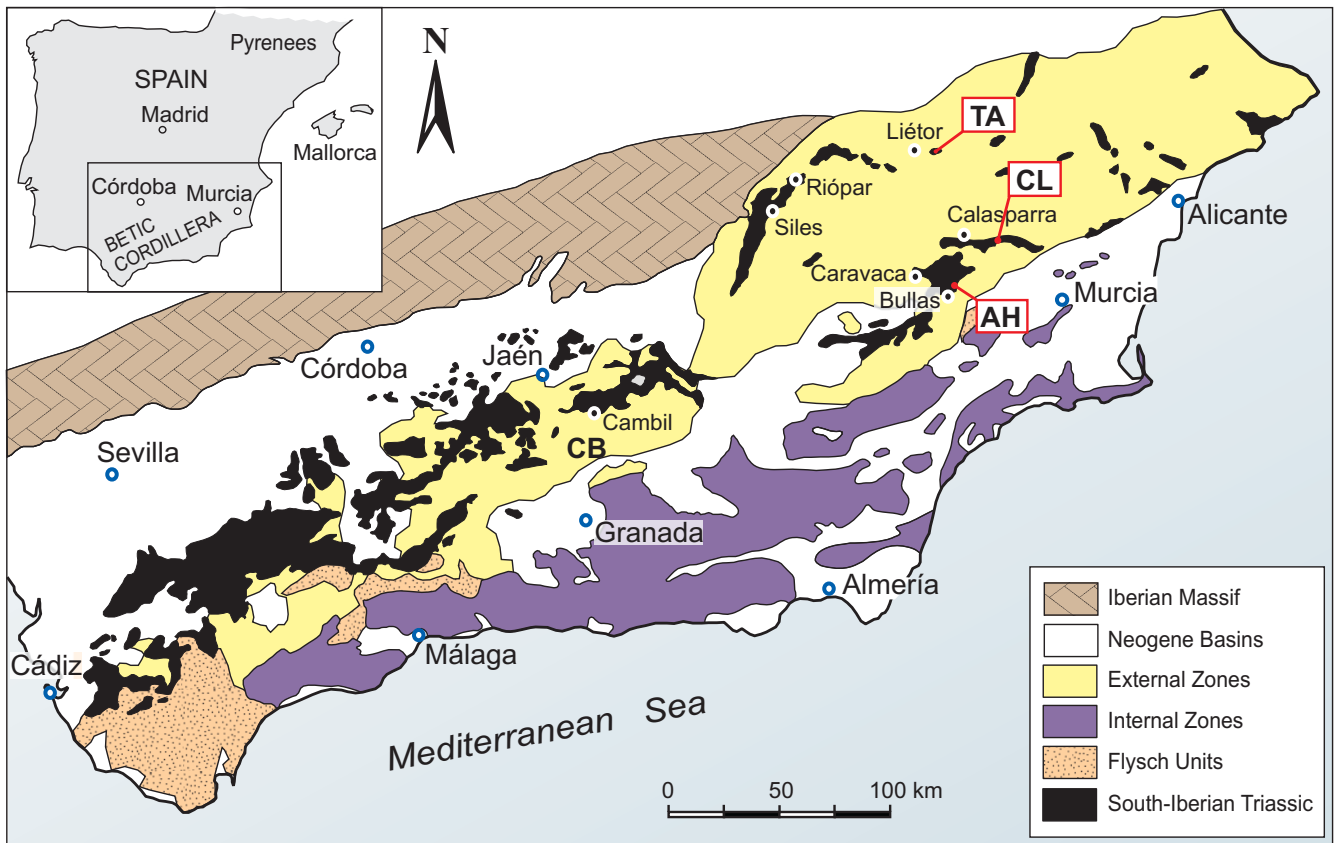 Pyrenees
SPAIN
Madrid
Mallorca
Córdoba
Murcia
BETIC
CORDILLERA
N
TA
Liétor
CL
Riópar
Siles
Calasparra
Alicante
Caravaca
Bullas
Murcia
AH
Jaén
Córdoba
Cambil
CB
Sevilla
Granada
Almería
Málaga
Cádiz
Mediterranean Sea
0 50 100 km
Iberian Massif
Neogene Basins
External Zones
Internal Zones
Flysch Units
South-Iberian Triassic